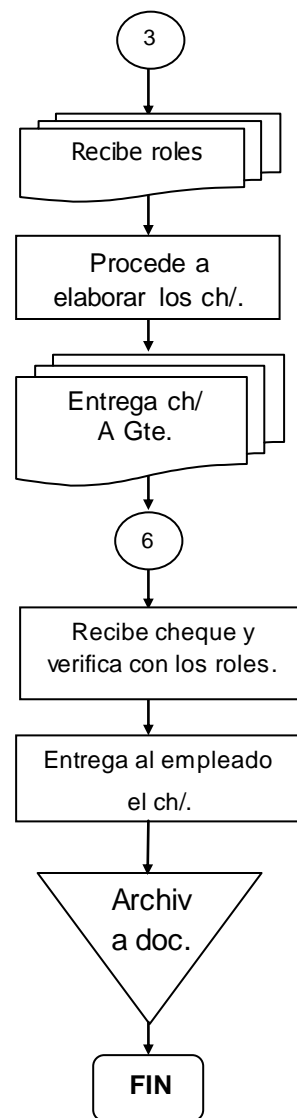 3
Recibe roles
Procede a
elaborar los ch/.
Entrega ch/
A Gte.
6
Recibe cheque y
verifica con los roles.
Entrega al empleado
el ch/.
Archiv
a doc.
FIN